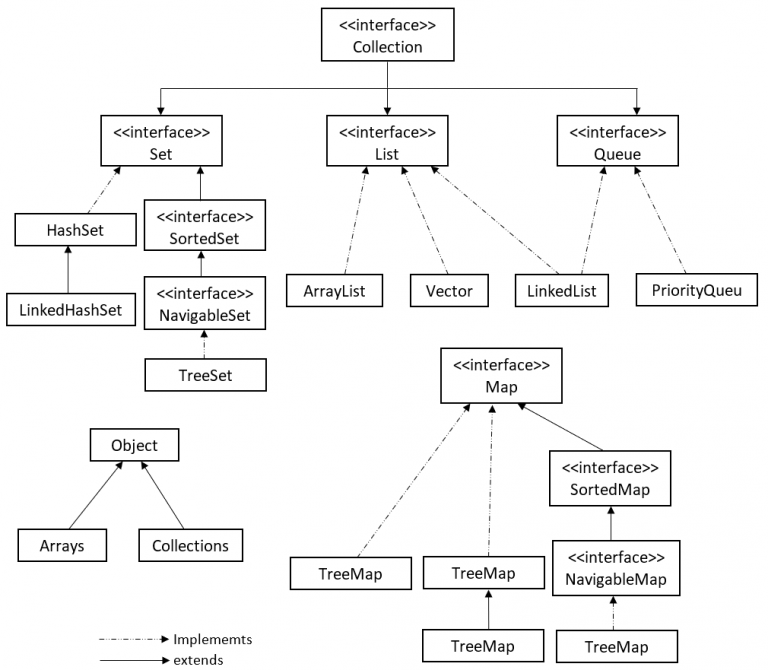 <<interface>>
Collection
<<interface>>
Set
<<interface>>
List
<<interface>>
Queue
HashSet
<<interface>>
SortedSet
LinkedHashSet
<<interface>>
NavigableSet
ArrayList
Vector
LinkedList
PriorityQueu
TreeSet
<<interface>>
Map
Object
<<interface>>
SortedMap
Arrays
Collections
TreeMap
TreeMap
<<interface>>
NavigableMap
TreeMap
TreeMap
Implememts
extends